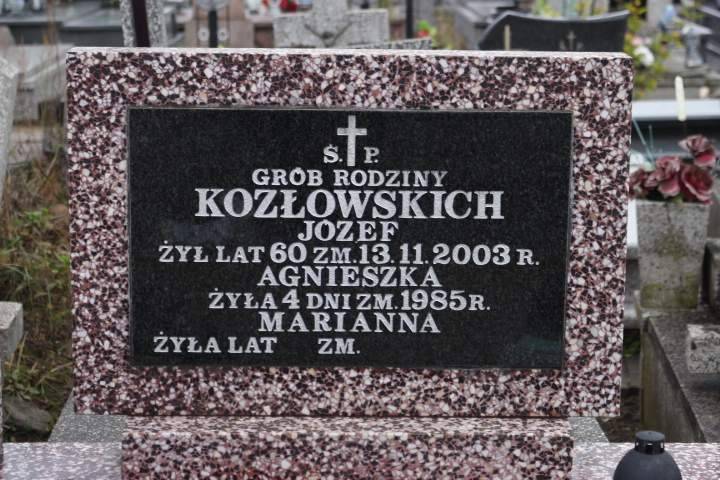 Ś. P.
GRÓB RODZINY
KOZŁOWSKICH
JÓZEF
ŻYŁ LAT 60 ZM. 13.11.2003 R.
AGNIESZKA
ŻYŁA 4 DNI ZM. 1985 R.
MARIANNA
ŻYŁA LAT ZM.